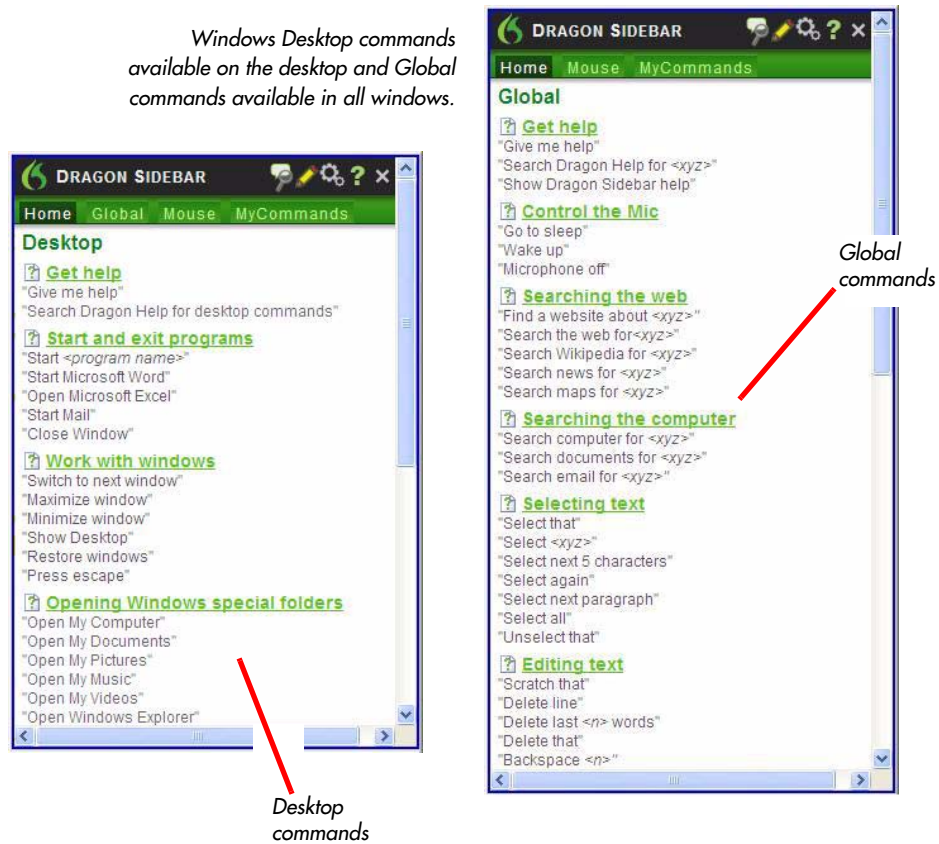 Windows Desktop commands
available on the desktop and Global
commands available in all windows.
DRAGON SIDEBAR
Home Global Mouse MyCommands
Desktop
Get help
"Give me help"
"Search Dragon Help for desktop commands"
Start and exit programs
"Start <program name>"
"Start Microsoft Word"
"Open Microsoft Excel"
"Start Mail"
"Close Window"
Work with windows
"Switch to next window"
"Maximize window"
"Minimize window"
"Show Desktop"
"Restore windows"
"Press escape"
Opening Windows special folders
"Open My Computer"
"Open My Documents"
"Open My Pictures"
"Open My Music"
"Open My Videos"
"Open Windows Explorer"
Desktop
commands
DRAGON SIDEBAR
Home Mouse MyCommands
Global
Get help
"Give me help"
"Search Dragon Help for <xyz>"
"Show Dragon Sidebar help"
Control the Mic
"Go to sleep"
"Wake up"
"Microphone off"
Searching the web
"Find a website about <xyz>"
"Search the web for<xyz>"
"Search Wikipedia for <xyz>"
"Search news for <xyz>"
"Search maps for <xyz>"
Searching the computer
"Search computer for <xyz>"
"Search documents for <xyz>"
"Search email for <xyz>"
Selecting text
"Select that"
"Select <xyz>"
"Select next 5 characters"
"Select again"
"Select next paragraph"
"Select all"
"Unselect that"
Editing text
"Scratch that"
"Delete line"
"Delete last <n> words"
"Delete that"
"Backspace <n>"
Global
commands